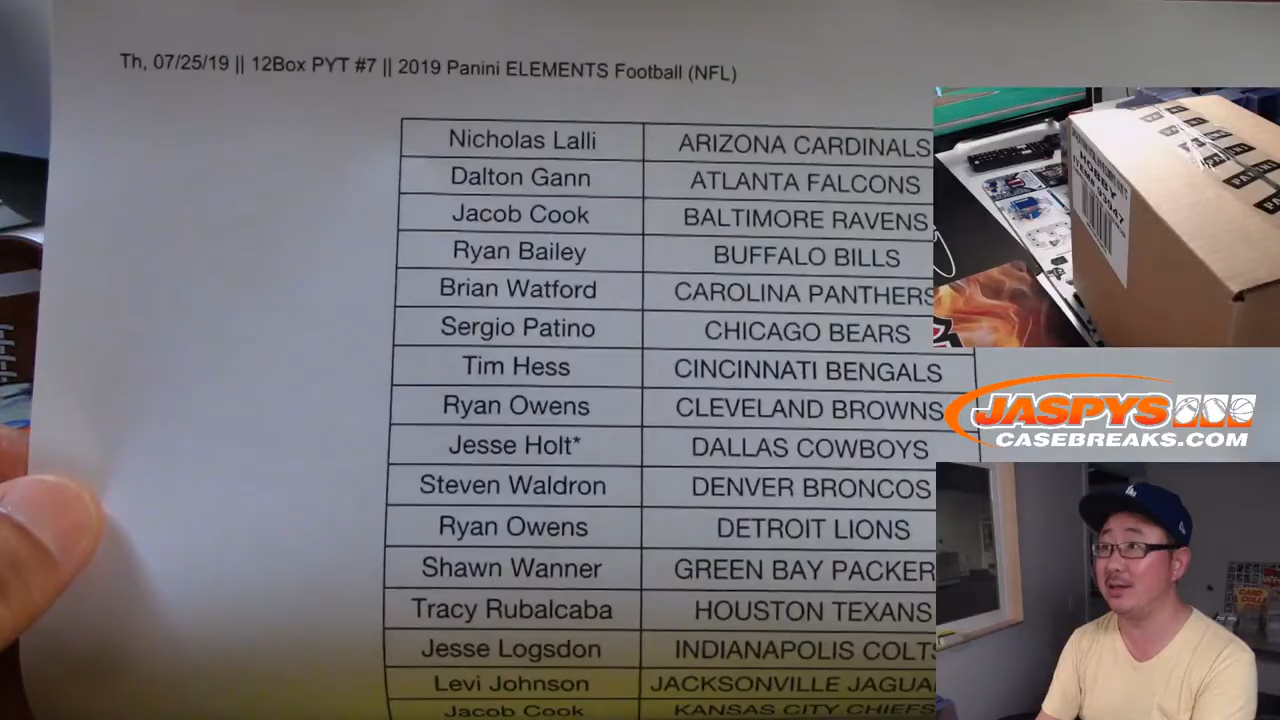 Th, 07/25/19 || 12Box PYT #7 || 2019 Panini ELEMENTS Football (NFL)
Nicholas Lalli ARIZONA CARDINALS
Dalton Gann ATLANTA FALCONS
Jacob Cook BALTIMORE RAVENS
Ryan Bailey BUFFALO BILLS
Brian Watford CAROLINA PANTHERS
Sergio Patino CHICAGO BEARS
Tim Hess CINCINNATI BENGALS
Ryan Owens CLEVELAND BROWNS
Jesse Holt* DALLAS COWBOYS
Steven Waldron DENVER BRONCOS
Ryan Owens DETROIT LIONS
Shawn Wanner GREEN BAY PACKER
Tracy Rubalcaba HOUSTON TEXANS
Jesse Logsdon INDIANAPOLIS COLTS
Levi Johnson JACKSONVILLE JAGUA
Jacob Cook KANSAS CITY CHIEFS
HOBBY
JASPYS
CASEBREAKS.COM